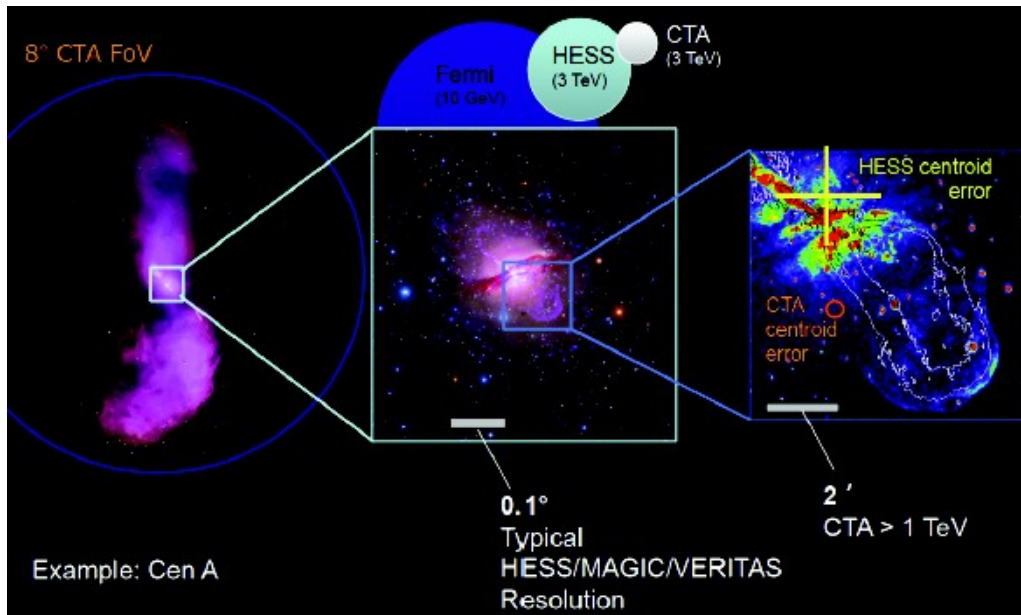 8° CTA FoV
Fermi
(10 GeV)
HESS
(3 TeV)
CTA
(3 TeV)
HESS centroid
error
CTA
centroid
error
0.1°
Typical
HESS/MAGIC/VERITAS
Resolution
2 ′
CTA > 1 TeV
Example: Cen A